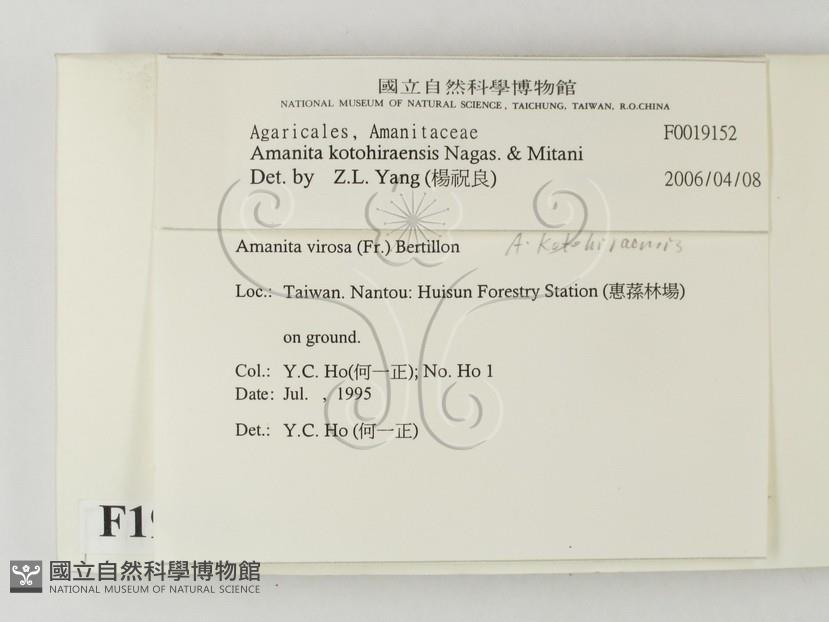 國立自然科學博物館
NATIONAL MUSEUM OF NATURAL SCIENCE, TAICHUNG, TAIWAN, R.O.CHINA
Agaricales, Amanitaceae F0019152
Amanita kotohiraensis Nagas. & Mitani
Det. by Z.L. Yang (楊祝良) 2006/04/08
Amanita virosa (Fr.) Bertillon A. kotohiraensis
Loc.: Taiwan. Nantou: Huisun Forestry Station (惠蓀林場)
on ground.
Col.: Y.C. Ho(何一正); No. Ho 1
Date: Jul. , 1995
Det.: Y.C. Ho (何一正)
F19
國立自然科學博物館
NATIONAL MUSEUM OF NATURAL SCIENCE